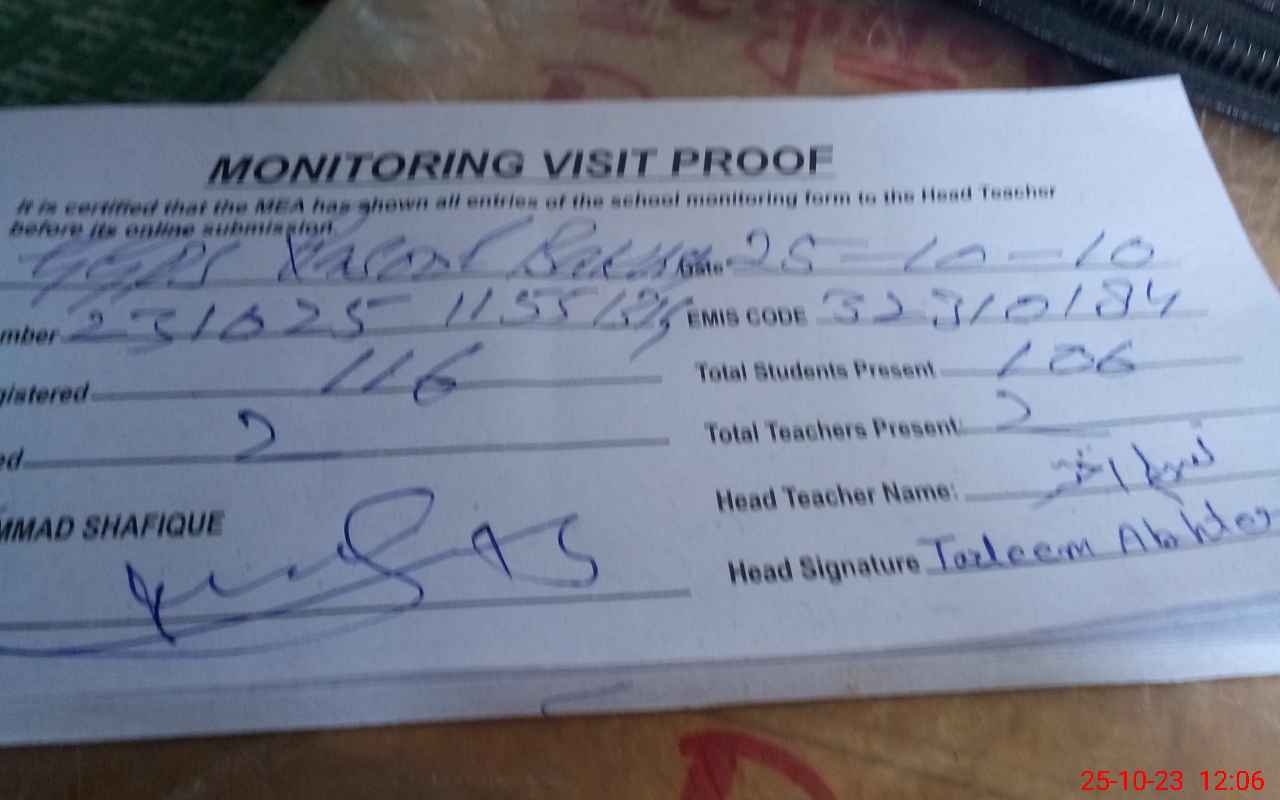 MONITORING VISIT PROOF
It is certified that the MEA has shown all entries of the school monitoring form to the Head Teacher
before its online submission.
Date 25-10-10
mber 231025 EMIS CODE 32310184
gistered 116 Total Students Present 106
ed 2 Total Teachers Present: 2
Head Teacher Name:
MMAD SHAFIQUE
Head Signature Tasleem Akhter
25-10-23 12:06